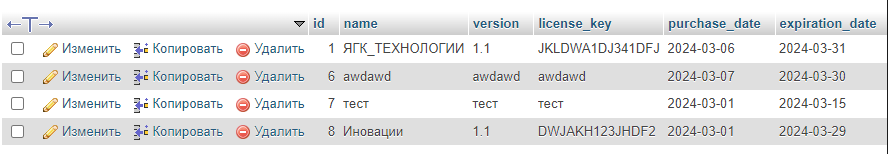 id name version license_key purchase_date expiration_date
Изменить Копировать Удалить 1 ЯГК_ТЕХНОЛОГИИ 1.1 JKLDWA1DJ341DFJ 2024-03-06 2024-03-31
Изменить Копировать Удалить 6 awdawd awdawd awdawd 2024-03-07 2024-03-30
Изменить Копировать Удалить 7 тест тест тест 2024-03-01 2024-03-15
Изменить Копировать Удалить 8 Иновации 1.1 DWJAKH123JHDF2 2024-03-01 2024-03-29